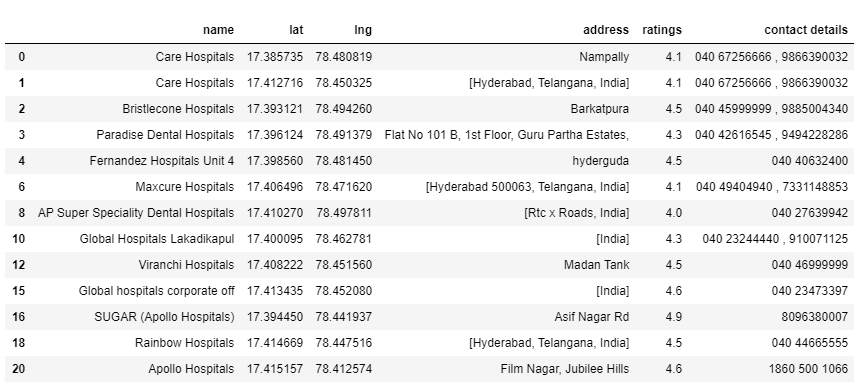 name lat lng address ratings contact details
0 Care Hospitals 17.385735 78.480819 Nampally 4.1 040 67256666 , 9866390032
1 Care Hospitals 17.412716 78.450325 [Hyderabad, Telangana, India] 4.1 040 67256666 , 9866390032
2 Bristlecone Hospitals 17.393121 78.494260 Barkatpura 4.5 040 45999999 , 9885004340
3 Paradise Dental Hospitals 17.396124 78.491379 Flat No 101 B, 1st Floor, Guru Partha Estates, 4.3 040 42616545 , 9494228286
4 Fernandez Hospitals Unit 4 17.398560 78.481450 hyderguda 4.5 040 40632400
6 Maxcure Hospitals 17.406496 78.471620 [Hyderabad 500063, Telangana, India] 4.1 040 49404940 , 7331148853
8 AP Super Speciality Dental Hospitals 17.410270 78.497811 [Rtc x Roads, India] 4.0 040 27639942
10 Global Hospitals Lakadikapul 17.400095 78.462781 [India] 4.3 040 23244440 , 910071125
12 Viranchi Hospitals 17.408222 78.451560 Madan Tank 4.5 040 46999999
15 Global hospitals corporate off 17.413435 78.452080 [India] 4.6 040 23473397
16 SUGAR (Apollo Hospitals) 17.394450 78.441937 Asif Nagar Rd 4.9 8096380007
18 Rainbow Hospitals 17.414669 78.447516 [Hyderabad, Telangana, India] 4.5 040 44665555
20 Apollo Hospitals 17.415157 78.412574 Film Nagar, Jubilee Hills 4.6 1860 500 1066